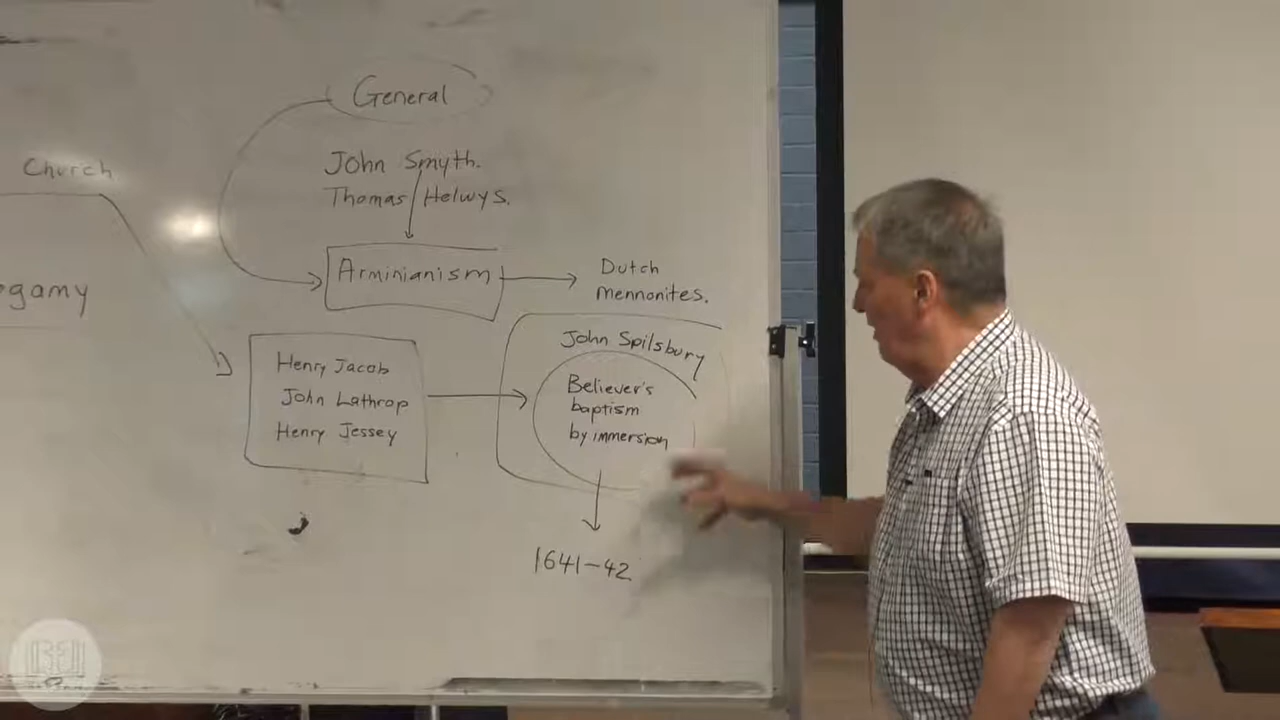 General
Church
John Smyth.
Thomas Helwys.
Arminianism
Dutch
mennonites.
ogamy
John Spilsbury
Henry Jacob
John Lathrop
Henry Jessey
Believer's
baptism
by immersion
1641-42